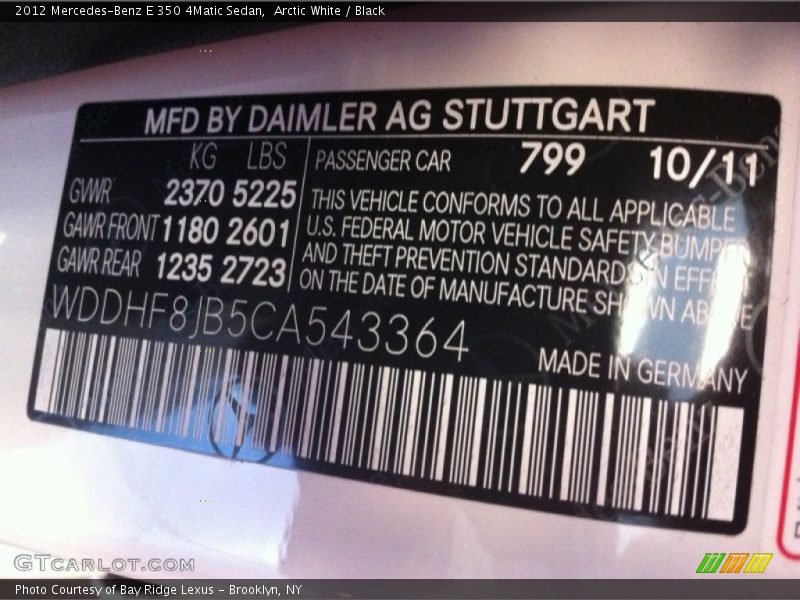 2012 Mercedes-Benz E 350 4Matic Sedan, Arctic White / Black
MFD BY DAIMLER AG STUTTGART
KG LBS
GVWR 2370 5225
GAWR FRONT 1180 2601
GAWR REAR 1235 2723
PASSENGER CAR 799 10/11
THIS VEHICLE CONFORMS TO ALL APPLICABLE
U.S. FEDERAL MOTOR VEHICLE SAFETY BUMPER
AND THEFT PREVENTION STANDARDS IN EFFECT
ON THE DATE OF MANUFACTURE SHOWN ABOVE
WDDHF8JB5CA543364
MADE IN GERMANY
GTCARLOT.COM
Photo Courtesy of Bay Ridge Lexus - Brooklyn, NY